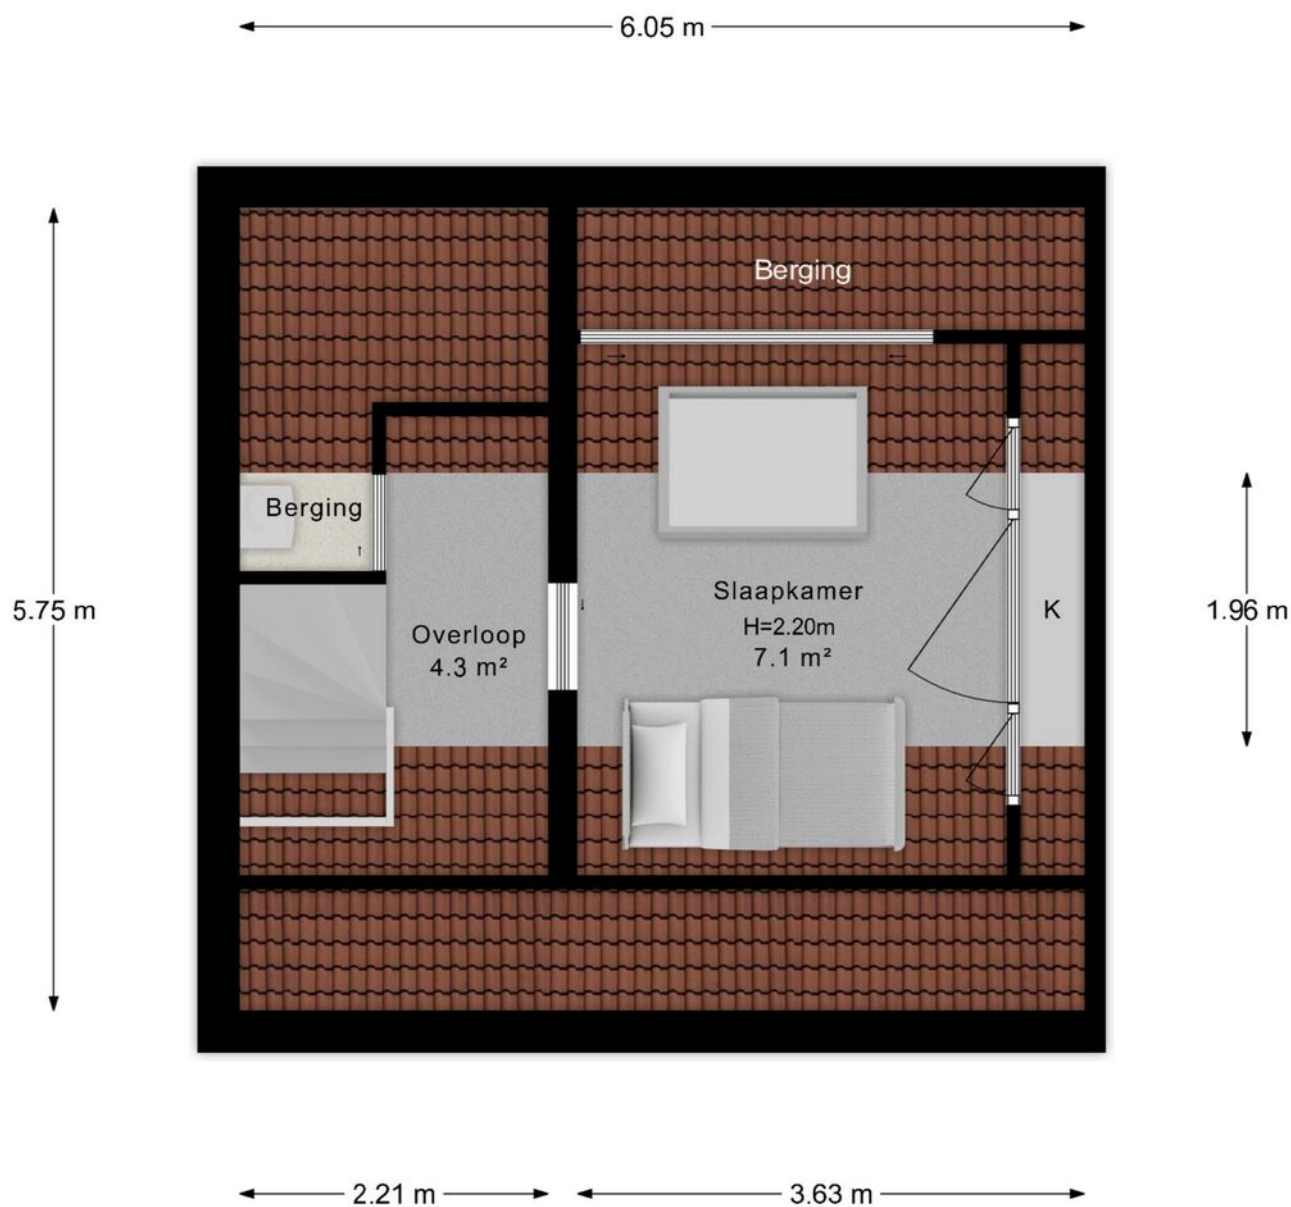 6.05 m
Berging
Berging
Slaapkamer
H=2.20m
7.1 m²
K
Overloop
4.3 m²
5.75 m
1.96 m
2.21 m
3.63 m